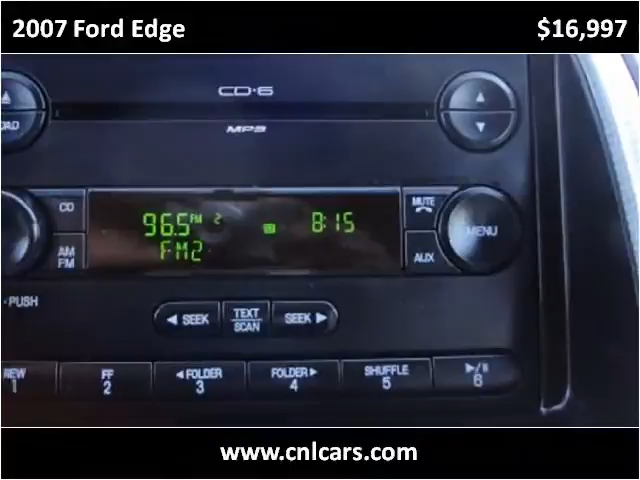 2007 Ford Edge
$16,997
CD·6
MP3
CD
MUTE
96.5 FM 2
8:15
FM2
MENU
AM
FM
AUX
PUSH
◄ SEEK
TEXT
SCAN
SEEK ►
FF
2
◄ FOLDER
3
FOLDER ►
4
SHUFFLE
5
►/II
6
1
www.cnlcars.com